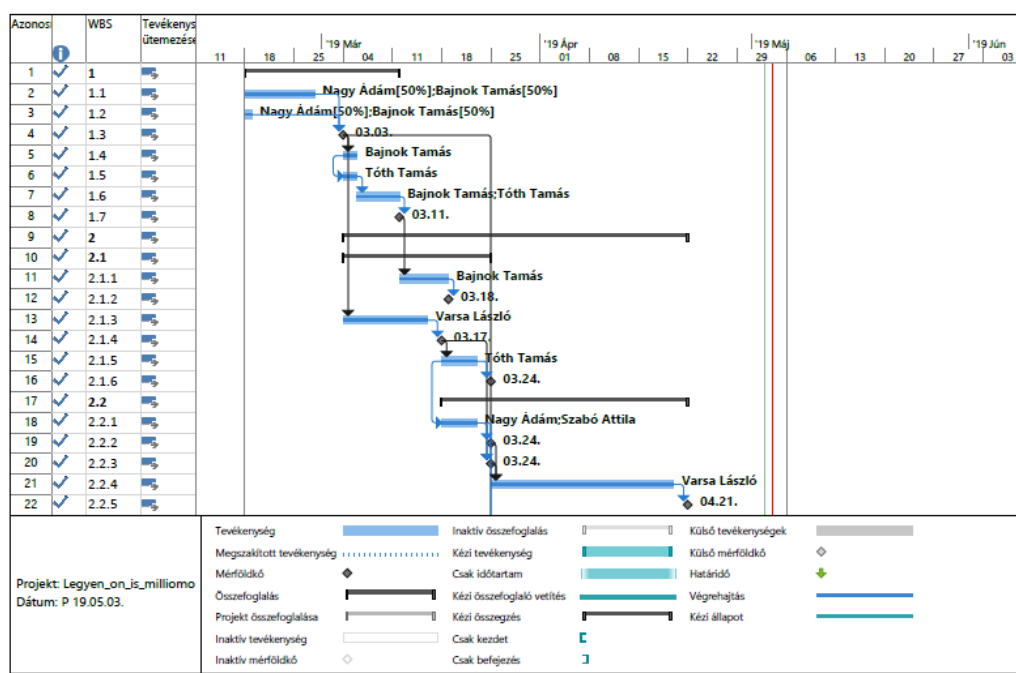 Azonosí WBS Tevékenys ütemezése
'19 Már '19 Ápr '19 Máj '19 Jún
11 18 25 04 11 18 25 01 08 15 22 29 06 13 20 27 03
1 1
2 1.1 Nagy Ádám[50%];Bajnok Tamás[50%]
3 1.2 Nagy Ádám[50%];Bajnok Tamás[50%]
4 1.3 03.03.
5 1.4 Bajnok Tamás
6 1.5 Tóth Tamás
7 1.6 Bajnok Tamás;Tóth Tamás
8 1.7 03.11.
9 2
10 2.1
11 2.1.1 Bajnok Tamás
12 2.1.2 03.18.
13 2.1.3 Varsa László
14 2.1.4 03.17.
15 2.1.5 Tóth Tamás
16 2.1.6 03.24.
17 2.2
18 2.2.1 Nagy Ádám;Szabó Attila
19 2.2.2 03.24.
20 2.2.3 03.24.
21 2.2.4 Varsa László
22 2.2.5 04.21.
Projekt: Legyen_on_is_milliomo
Dátum: P 19.05.03.
Tevékenység Inaktív összefoglalás Külső tevékenységek
Megszakított tevékenység Kézi tevékenység Külső mérföldkő
Mérföldkő Csak időtartam Határidő
Összefoglalás Kézi összefoglaló vetítés Végrehajtás
Projekt összefoglalása Kézi összegzés Kézi állapot
Inaktív tevékenység Csak kezdet
Inaktív mérföldkő Csak befejezés